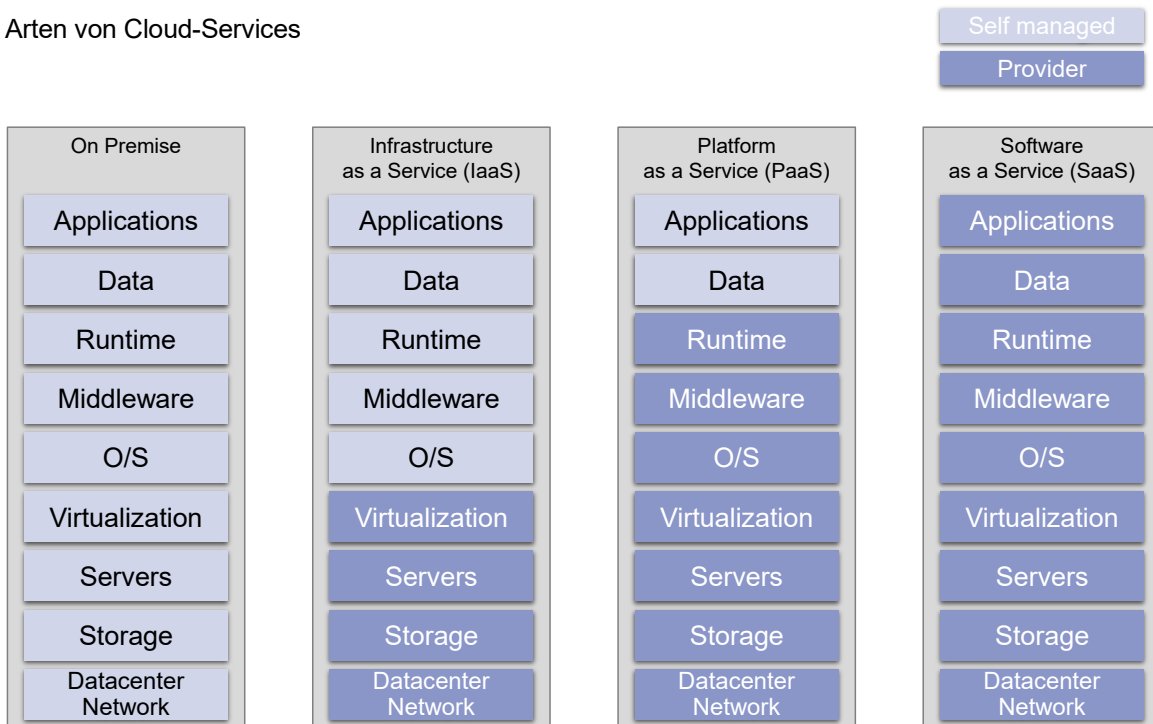 Arten von Cloud-Services
Self managed
Provider
On Premise
Applications
Data
Runtime
Middleware
O/S
Virtualization
Servers
Storage
Datacenter
Network
Infrastructure
as a Service (IaaS)
Applications
Data
Runtime
Middleware
O/S
Virtualization
Servers
Storage
Datacenter
Network
Platform
as a Service (PaaS)
Applications
Data
Runtime
Middleware
O/S
Virtualization
Servers
Storage
Datacenter
Network
Software
as a Service (SaaS)
Applications
Data
Runtime
Middleware
O/S
Virtualization
Servers
Storage
Datacenter
Network